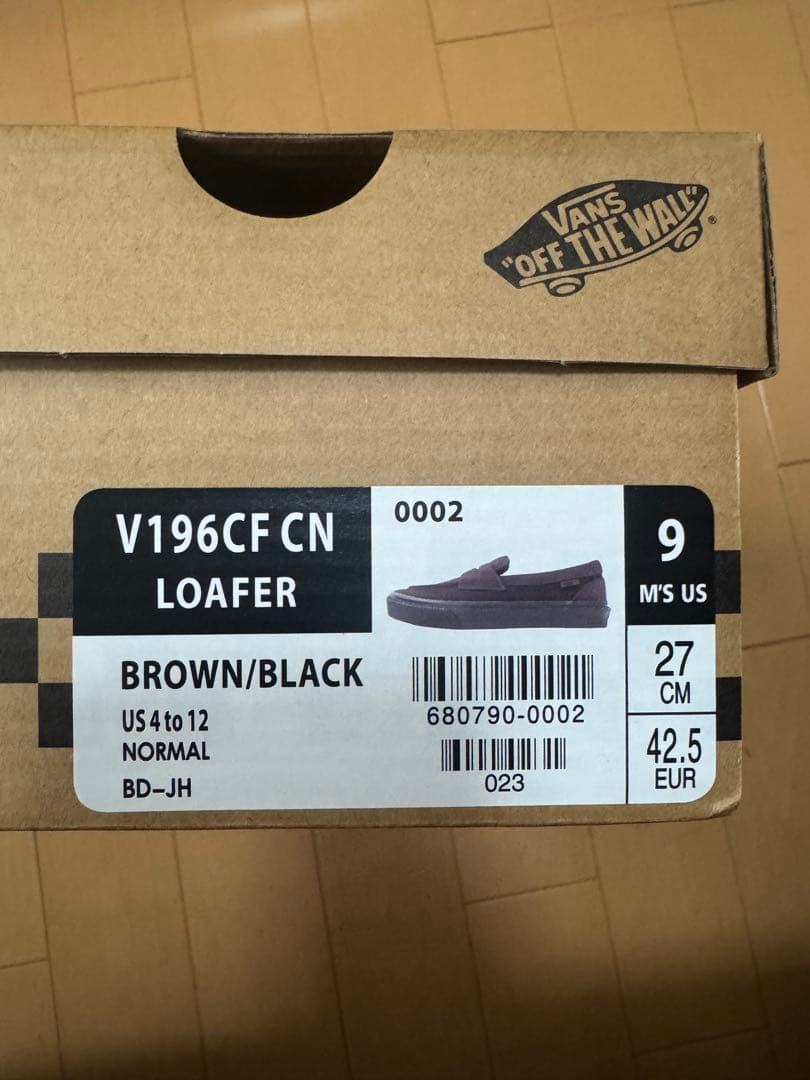 VANS
"OFF THE WALL"
®
V196CF CN
LOAFER
0002
9
M'S US
BROWN/BLACK
US 4 to 12
NORMAL
BD-JH
680790-0002
023
27
CM
42.5
EUR